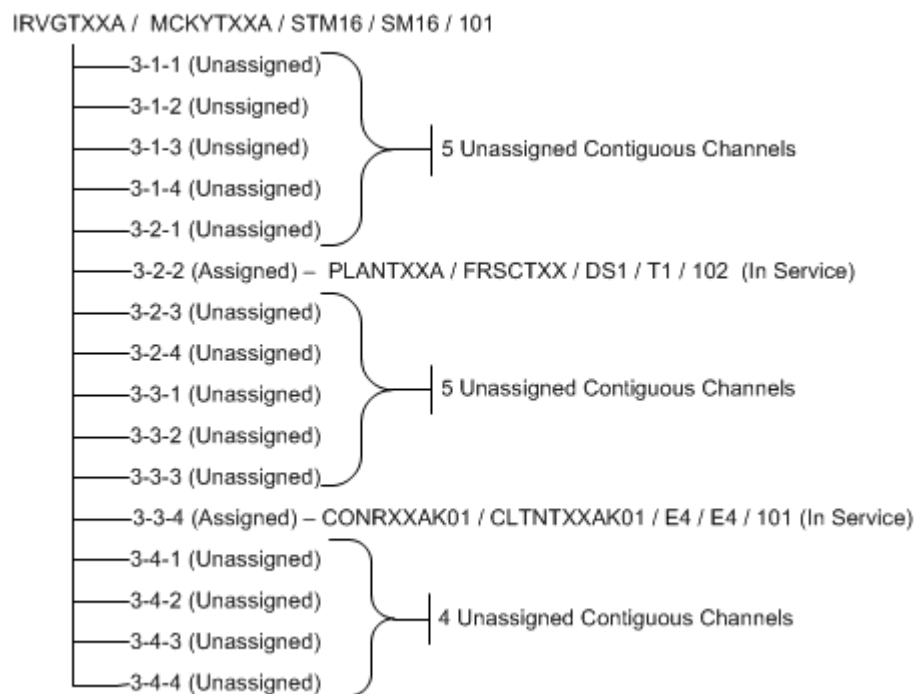 IRVGTXXA / MCKYTXXA / STM16 / SM16 / 101
3-1-1 (Unassigned)
3-1-2 (Unssigned)
3-1-3 (Unssigned)
5 Unassigned Contiguous Channels
3-1-4 (Unassigned)
3-2-1 (Unassigned)
3-2-2 (Assigned) – PLANTXXA / FRSCTXX / DS1 / T1 / 102 (In Service)
3-2-3 (Unassigned)
3-2-4 (Unassigned)
5 Unassigned Contiguous Channels
3-3-1 (Unassigned)
3-3-2 (Unassigned)
3-3-3 (Unassigned)
3-3-4 (Assigned) – CONRXXAK01 / CLTNTXXAK01 / E4 / E4 / 101 (In Service)
3-4-1 (Unassigned)
3-4-2 (Unassigned)
4 Unassigned Contiguous Channels
3-4-3 (Unassigned)
3-4-4 (Unassigned)